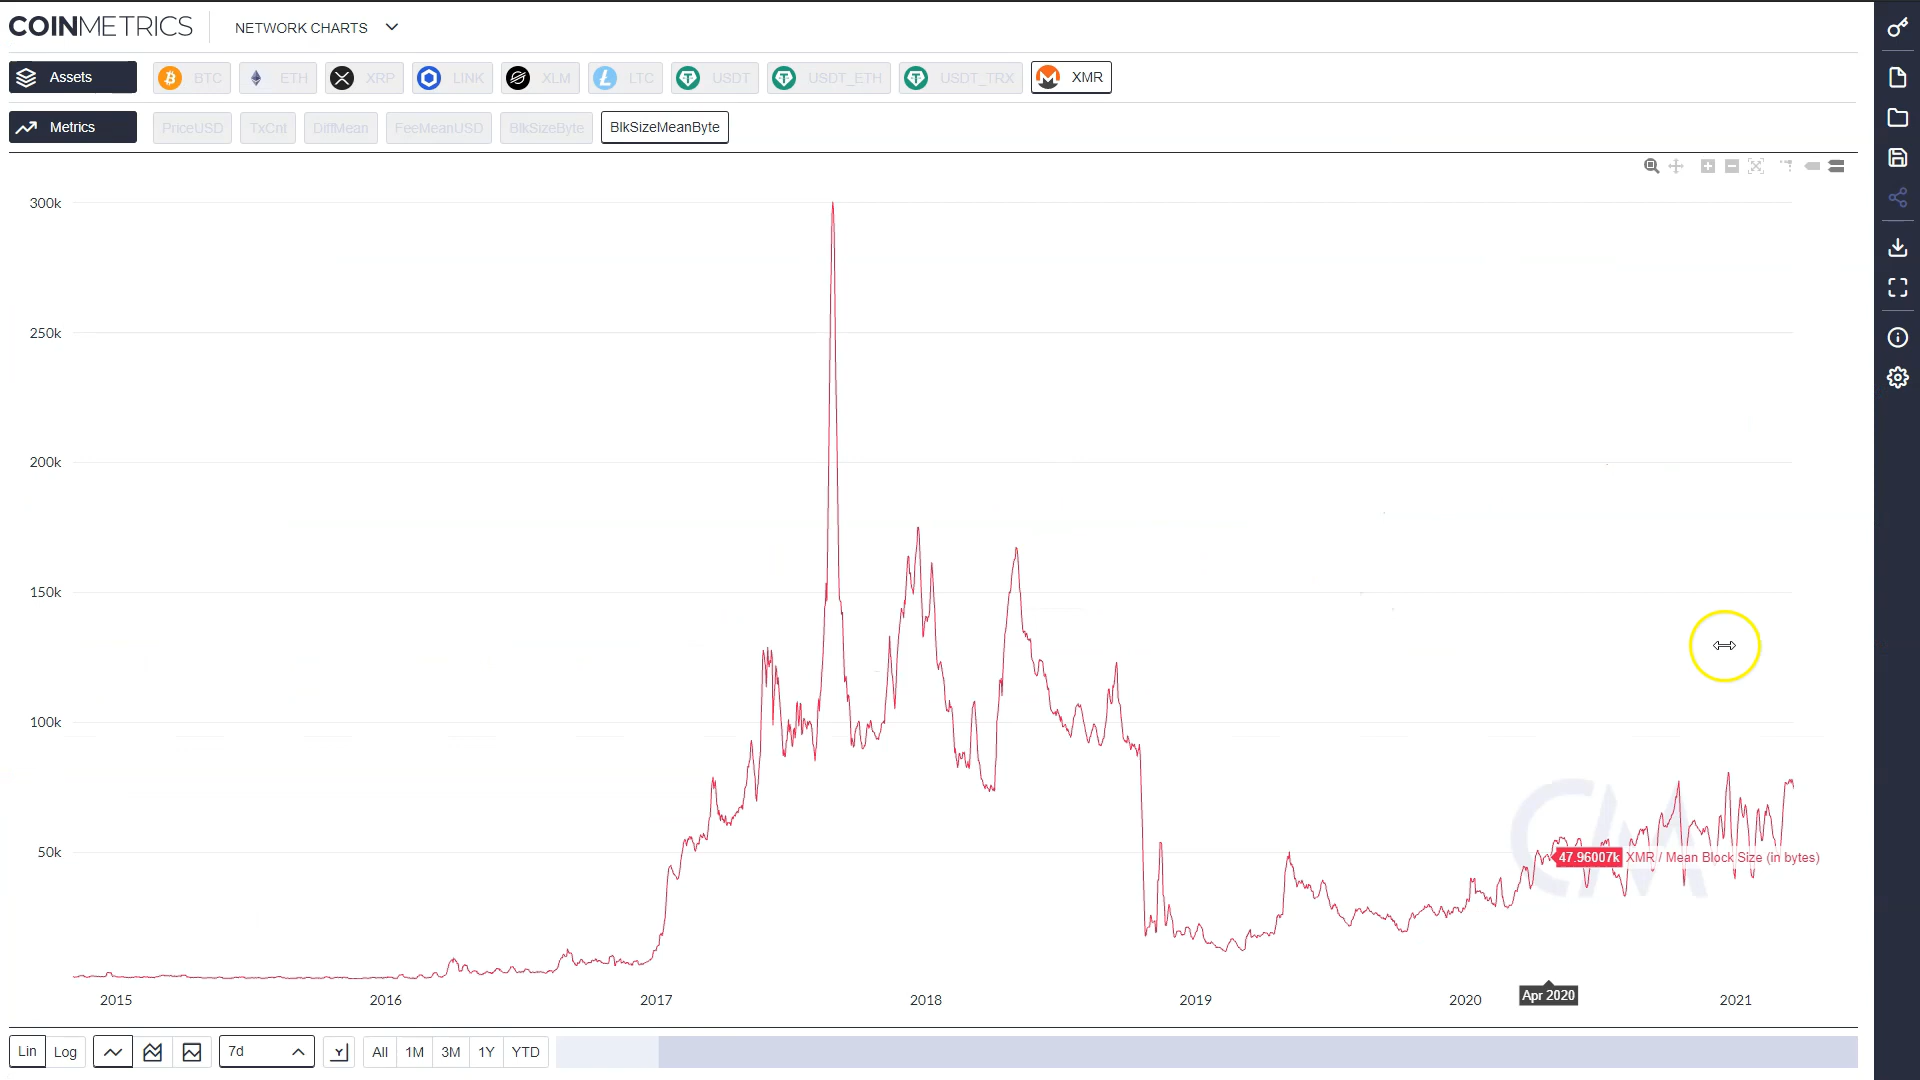 COINMETRICS NETWORK CHARTS
Assets BTC ETH XRP LINK XLM LTC USDT USDT_ETH USDT_TRX XMR
Metrics PriceUSD TxCnt DiffMean FeeMeanUSD BlkSizeByte BlkSizeMeanByte
300k
250k
200k
150k
100k
50k
CM
47.96007k XMR / Mean Block Size (in bytes)
2015 2016 2017 2018 2019 2020 Apr 2020 2021
Lin Log 7d All 1M 3M 1Y YTD